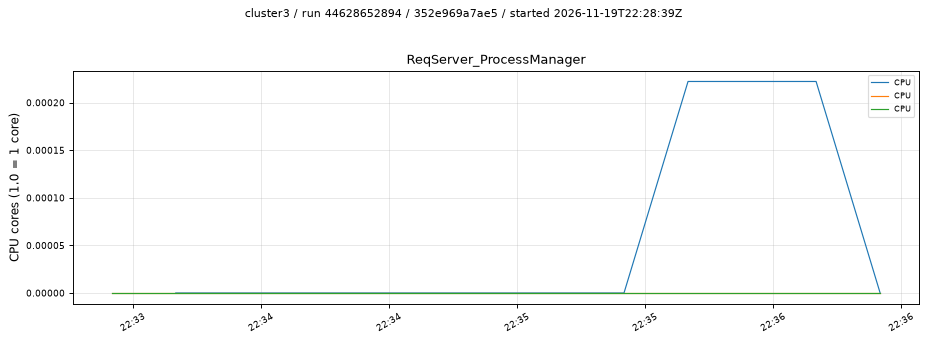 cluster3 / run 44628652894 / 352e969a7ae5 / started 2026-11-19T22:28:39Z
ReqServer_ProcessManager
CPU cores (1.0 = 1 core)
0.00020
0.00015
0.00010
0.00005
0.00000
CPU
CPU
CPU
22:33
22:34
22:34
22:35
22:35
22:36
22:36